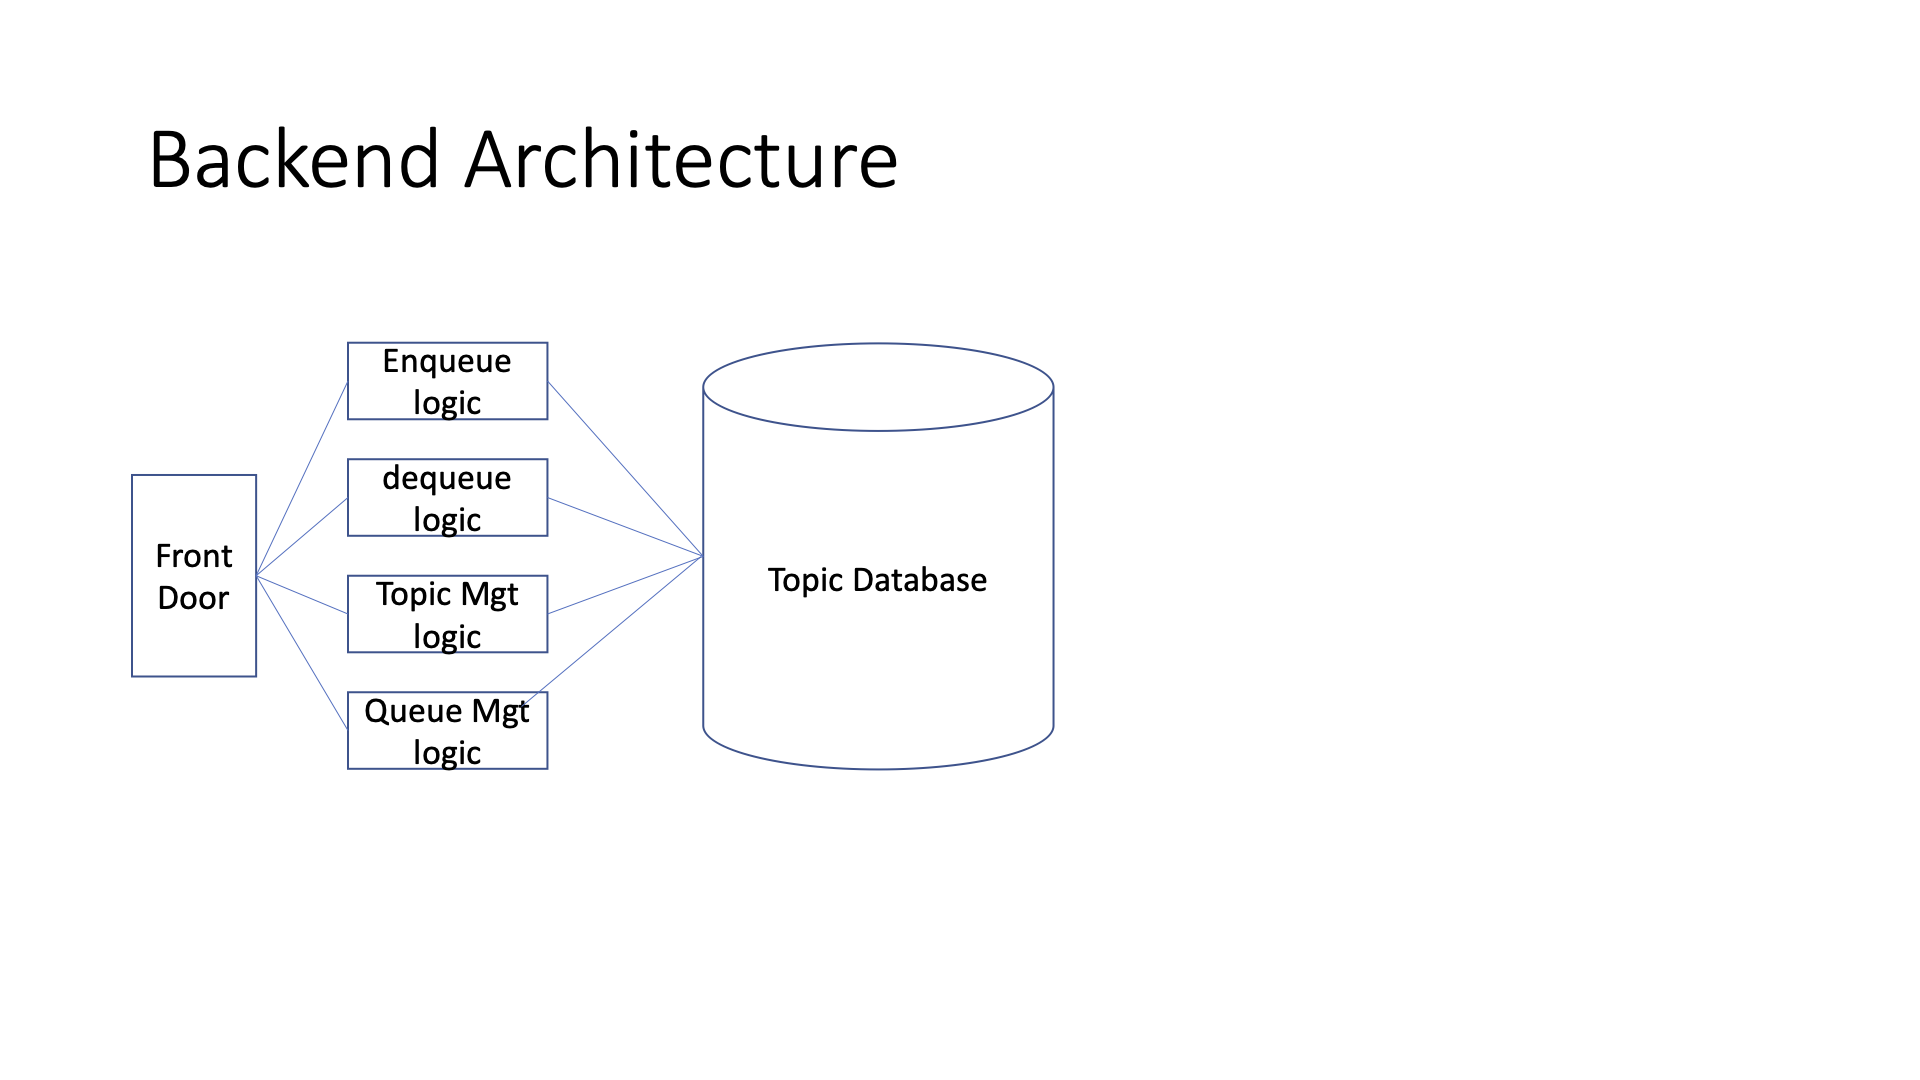 Backend Architecture
Enqueue
logic
dequeue
logic
Front
Door
Topic Mgt
logic
Queue Mgt
logic
Topic Database